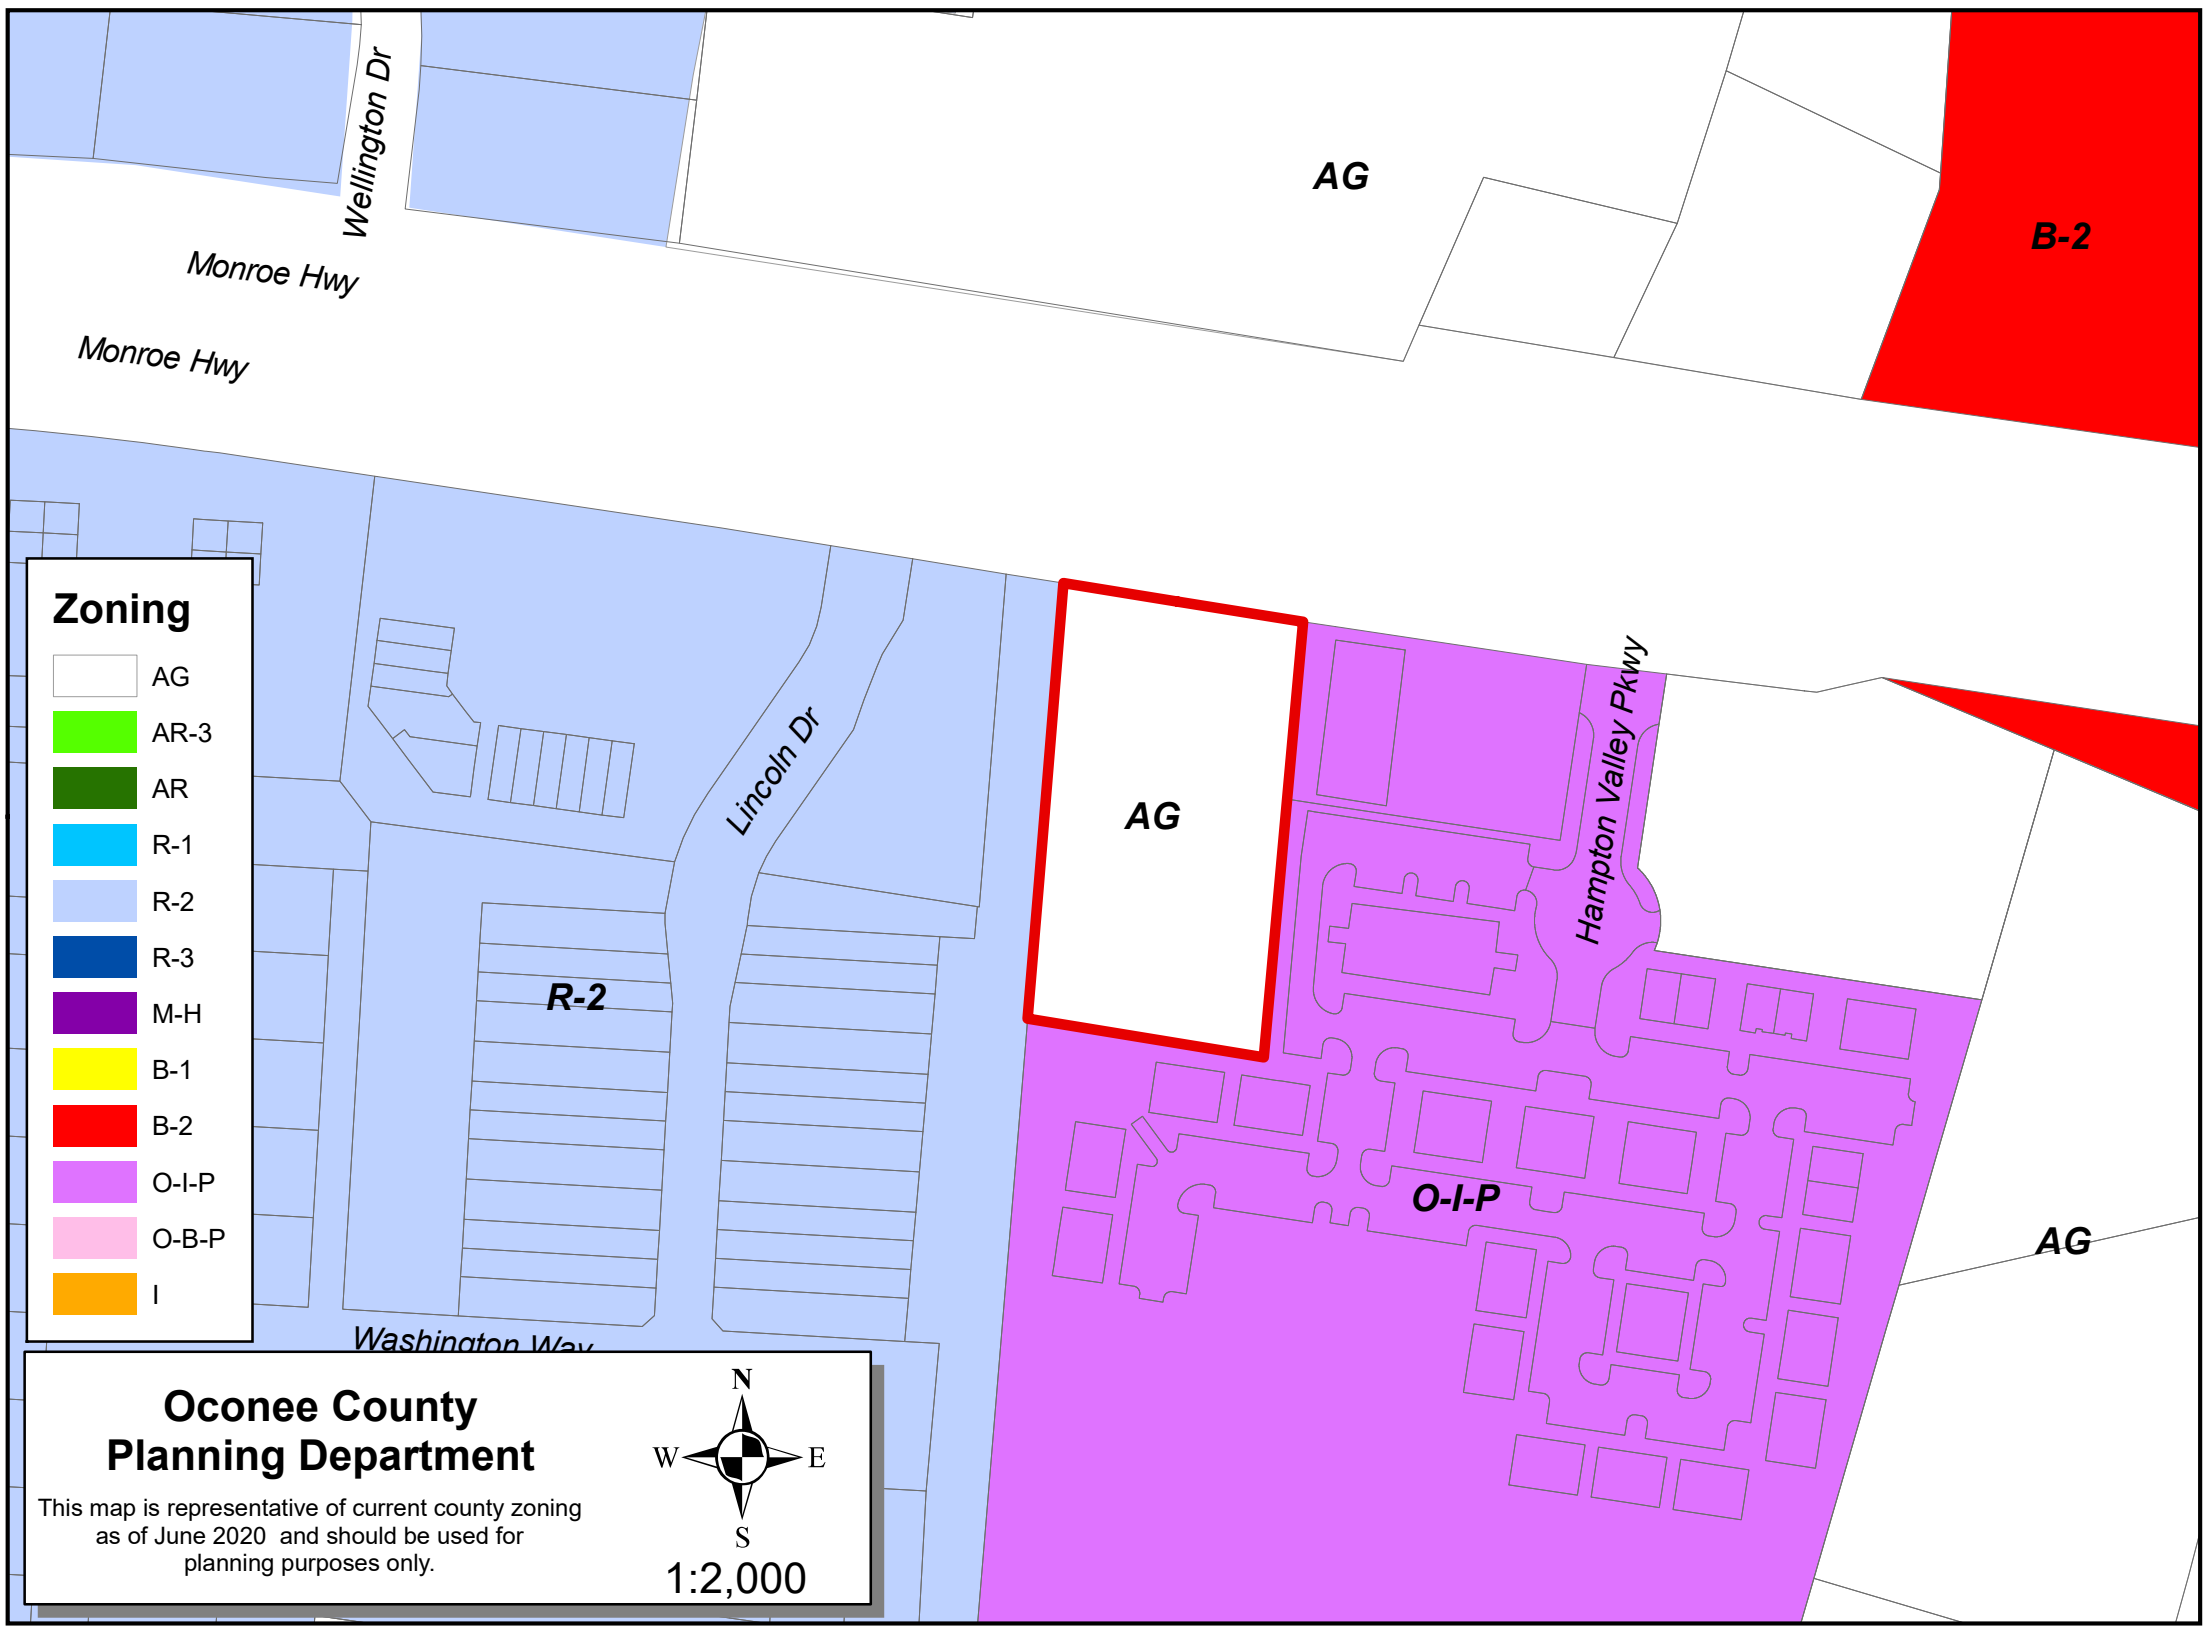 Wellington Dr
AG
B-2
Monroe Hwy
Monroe Hwy
Zoning
AG
AR-3
AR
R-1
R-2
R-3
M-H
B-1
B-2
O-I-P
O-B-P
I
Lincoln Dr
AG
Hampton Valley Pkwy
R-2
O-I-P
AG
Washington Way
Oconee County
Planning Department
This map is representative of current county zoning
as of June 2020 and should be used for
planning purposes only.
N
W
E
S
1:2,000